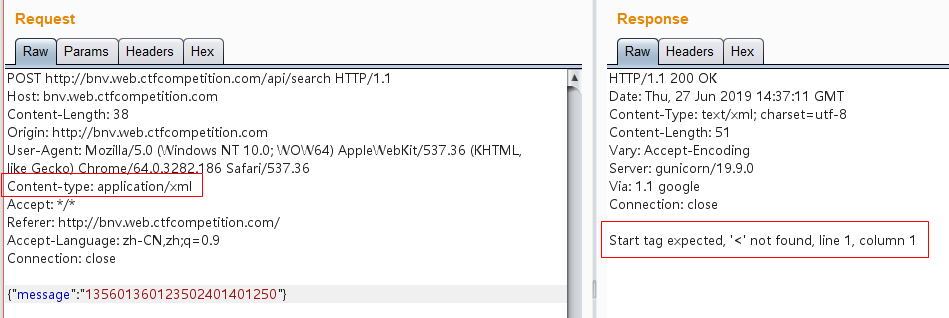 Request
Raw Params Headers Hex
POST http://bnv.web.ctfcompetition.com/api/search HTTP/1.1
Host: bnv.web.ctfcompetition.com
Content-Length: 38
Origin: http://bnv.web.ctfcompetition.com
User-Agent: Mozilla/5.0 (Windows NT 10.0; WOW64) AppleWebKit/537.36 (KHTML,
like Gecko) Chrome/64.0.3282.186 Safari/537.36
Content-type: application/xml
Accept: */*
Referer: http://bnv.web.ctfcompetition.com/
Accept-Language: zh-CN,zh;q=0.9
Connection: close
{"message":"135601360123502401401250"}
Response
Raw Headers Hex
HTTP/1.1 200 OK
Date: Thu, 27 Jun 2019 14:37:11 GMT
Content-Type: text/xml; charset=utf-8
Content-Length: 51
Vary: Accept-Encoding
Server: gunicorn/19.9.0
Via: 1.1 google
Connection: close
Start tag expected, '<' not found, line 1, column 1